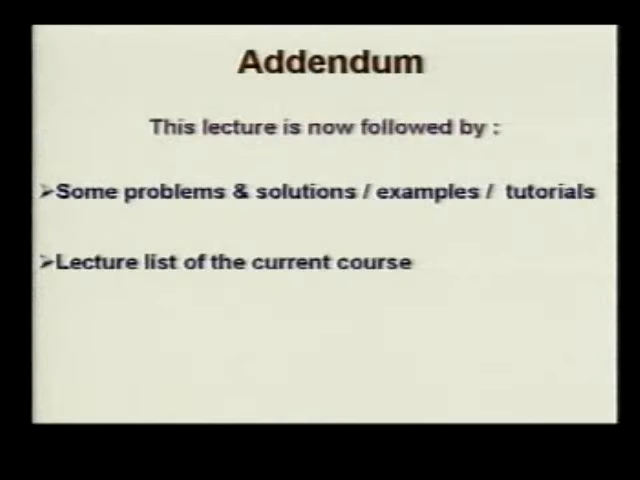 Addendum
This lecture is now followed by :
➢Some problems & solutions / examples / tutorials
➢Lecture list of the current course